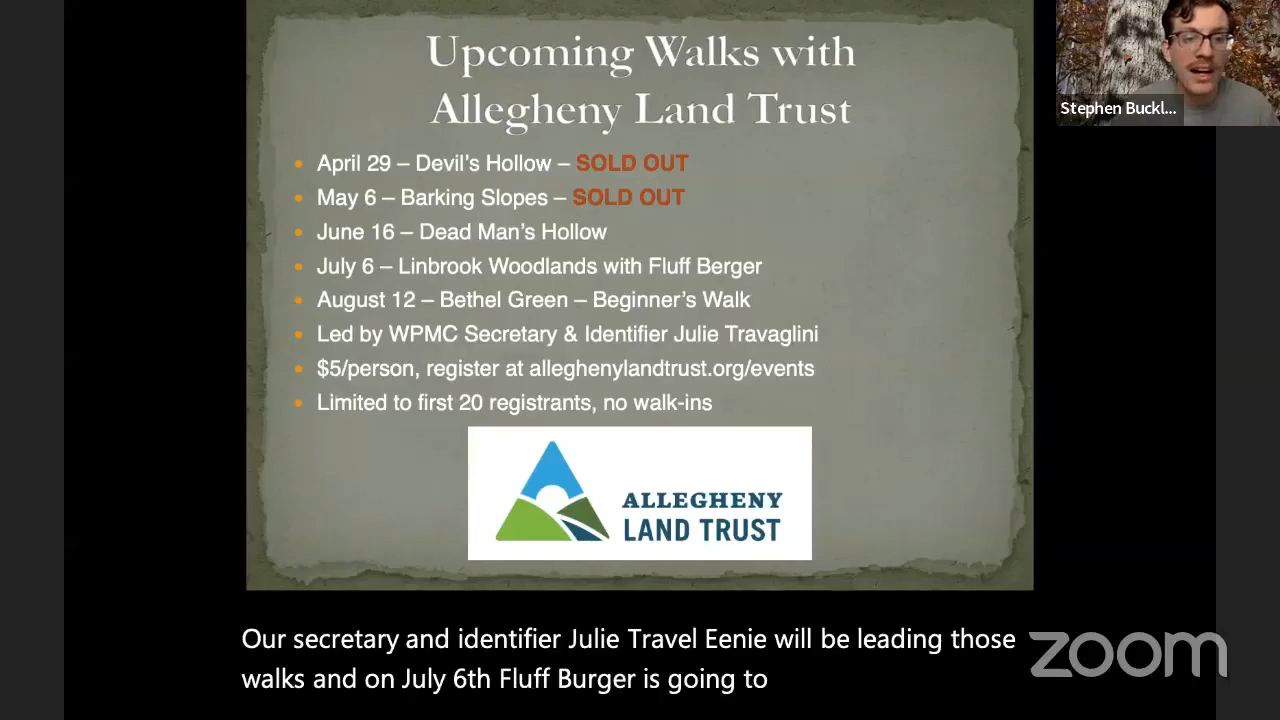 Upcoming Walks with
Allegheny Land Trust
Stephen Buckl...
• April 29 – Devil's Hollow – SOLD OUT
• May 6 – Barking Slopes – SOLD OUT
• June 16 – Dead Man's Hollow
• July 6 – Linbrook Woodlands with Fluff Berger
• August 12 – Bethel Green – Beginner's Walk
• Led by WPMC Secretary & Identifier Julie Travaglini
• $5/person, register at alleghenylandtrust.org/events
• Limited to first 20 registrants, no walk-ins
ALLEGHENY
LAND TRUST
Our secretary and identifier Julie Travel Eenie will be leading those
walks and on July 6th Fluff Burger is going to
zoom